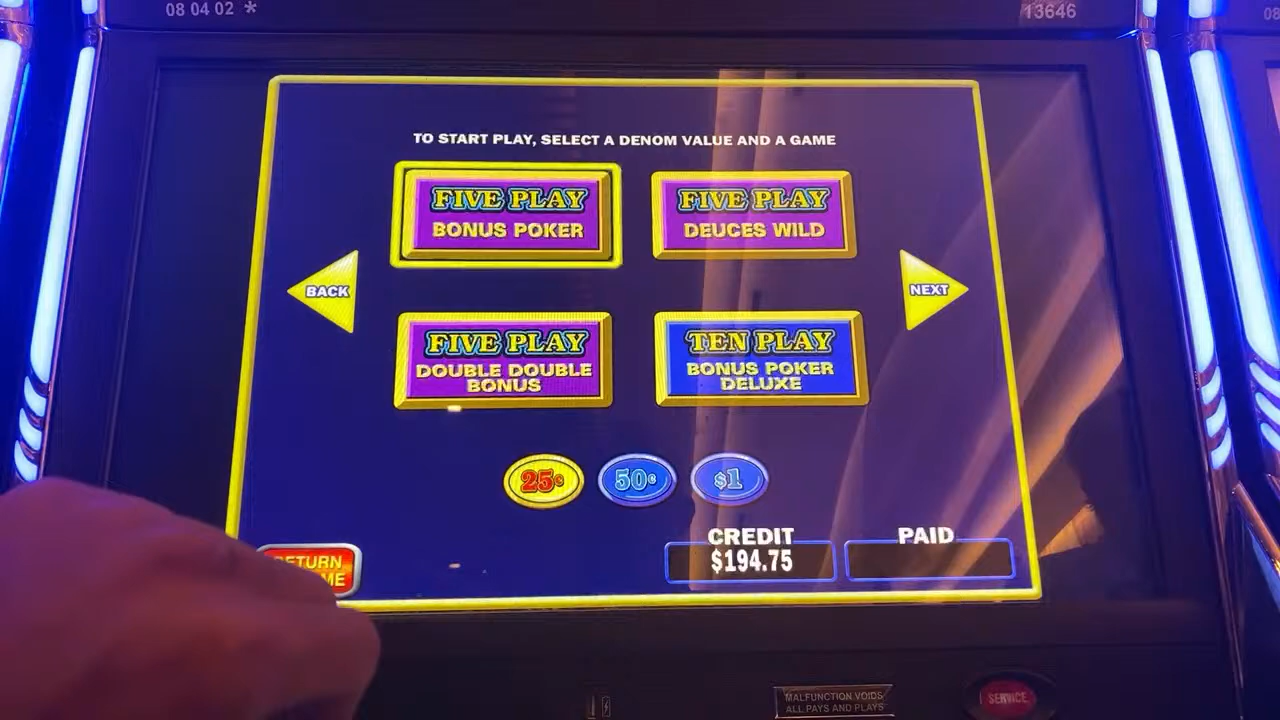 08 04 02 *
13646
TO START PLAY, SELECT A DENOM VALUE AND A GAME
FIVE PLAY
BONUS POKER
FIVE PLAY
DEUCES WILD
BACK
NEXT
FIVE PLAY
DOUBLE DOUBLE
BONUS
TEN PLAY
BONUS POKER
DELUXE
25¢
50¢
$1
CREDIT
$194.75
PAID
RETURN
MALFUNCTION VOIDS
ALL PAYS AND PLAYS
SERVICE
08